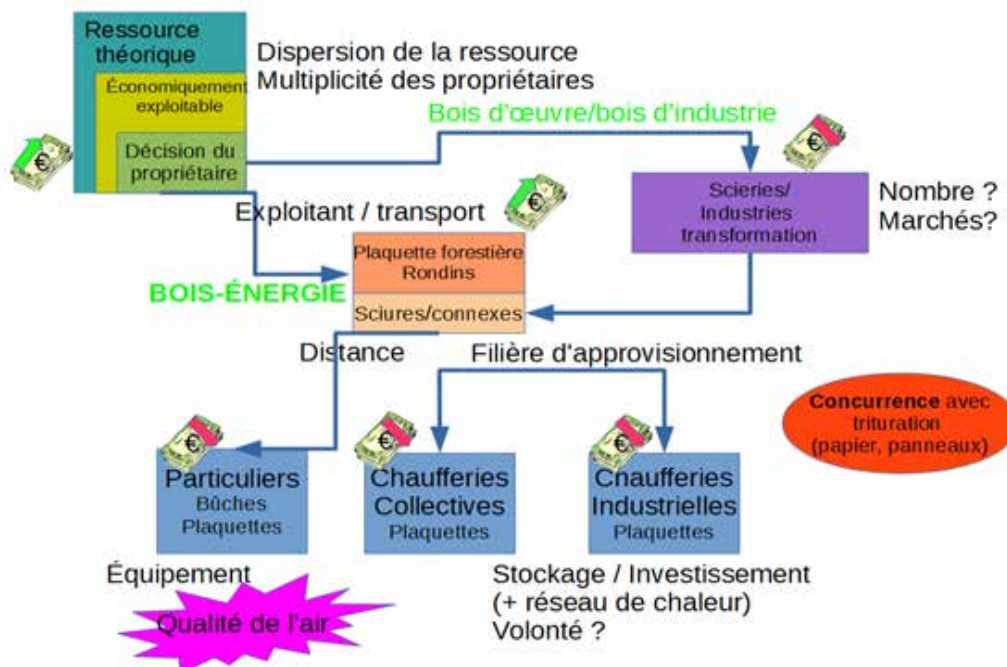 Ressource
théorique
Économiquement
exploitable
Décision du
propriétaire
Dispersion de la ressource
Multiplicité des propriétaires
Bois d'œuvre/bois d'industrie
€
€
€
Scieries/
Industries
transformation
Nombre ?
Marchés?
Exploitant / transport
Plaquette forestière
Rondins
BOIS-ÉNERGIE
Sciures/connexes
Distance
Filière d'approvisionnement
Concurrence avec
trituration
(papier, panneaux)
€
€
€
Particuliers
Bûches
Plaquettes
Chaufferies
Collectives
Plaquettes
Chaufferies
Industrielles
Plaquettes
Équipement
Stockage / Investissement
(+ réseau de chaleur)
Volonté ?
Qualité de l'air